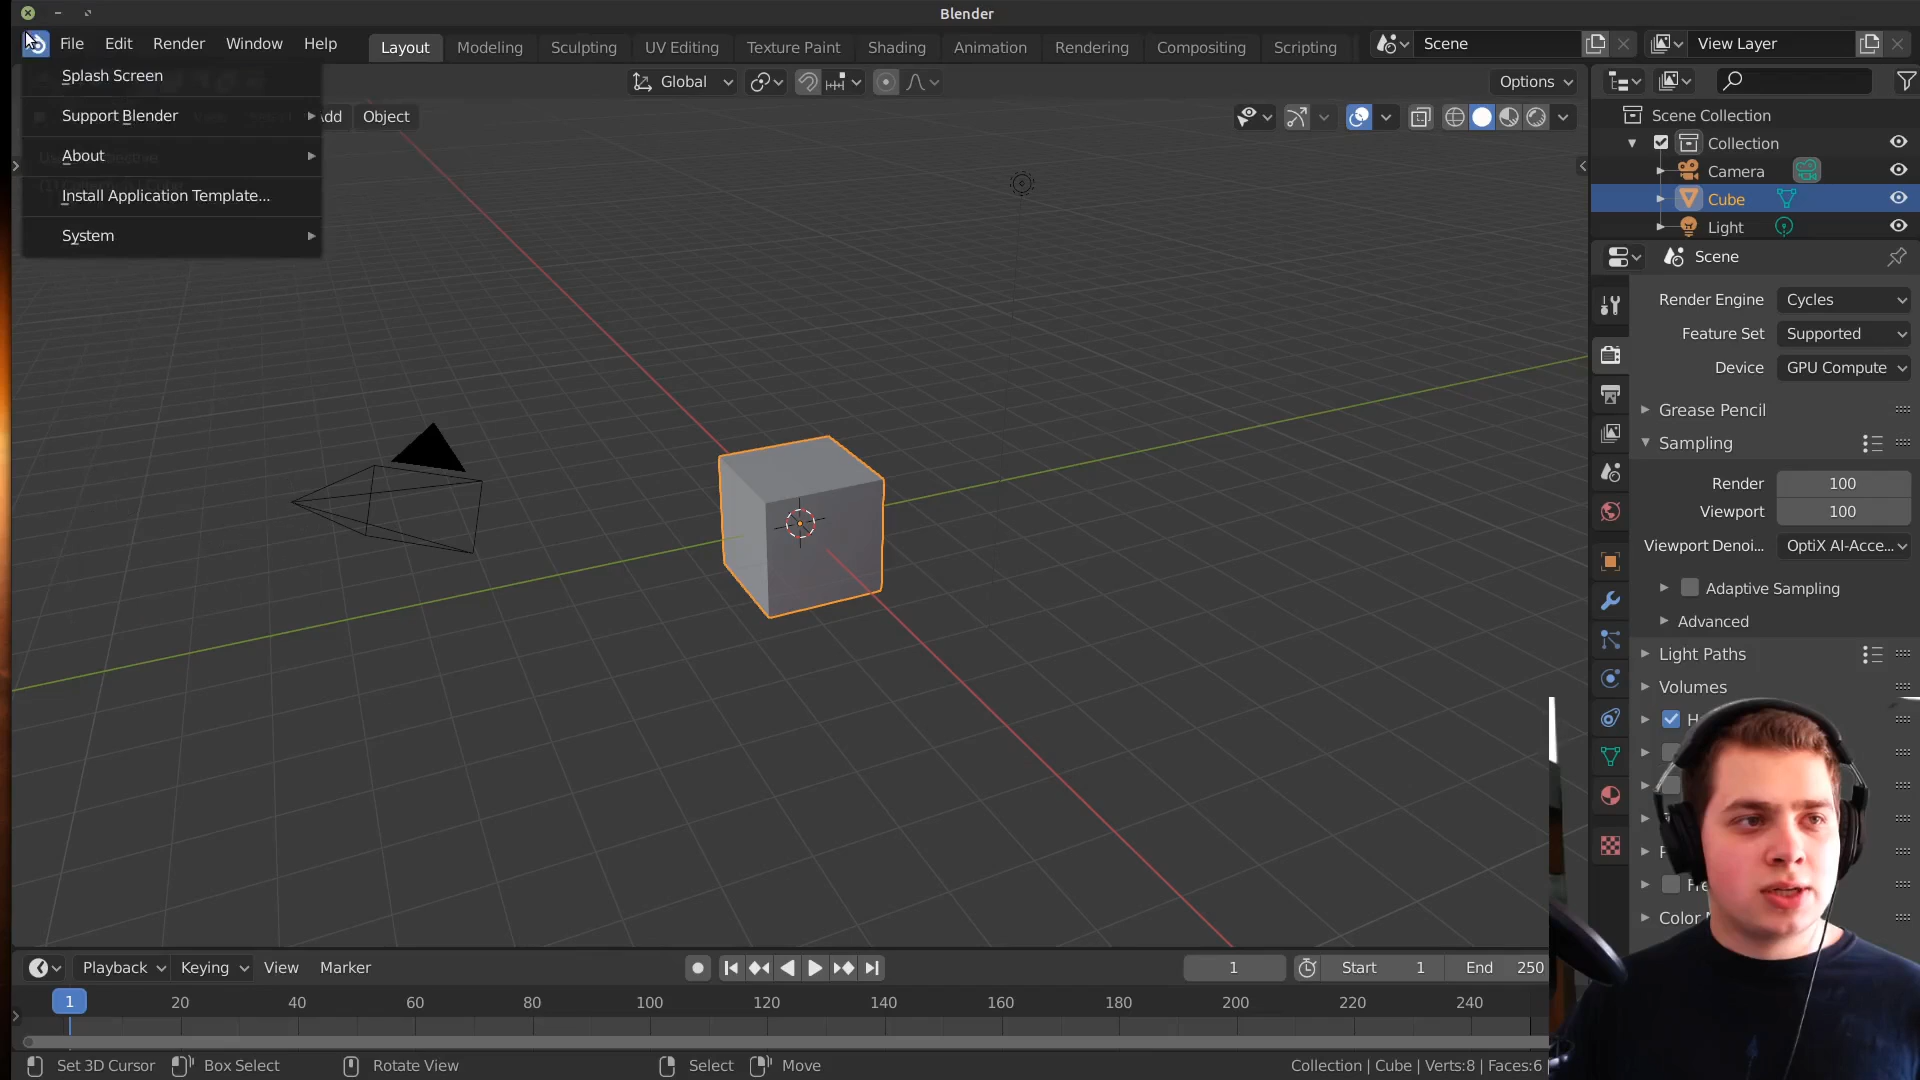 Blender
File Edit Render Window Help
Layout Modeling Sculpting UV Editing Texture Paint Shading Animation Rendering Compositing Scripting
Scene
View Layer
Splash Screen
Support Blender
About
Install Application Template...
System
Object
Global
Options
Scene Collection
Collection
Camera
Cube
Light
Scene
Render Engine Cycles
Feature Set Supported
Device GPU Compute
Grease Pencil
Sampling
Render 100
Viewport 100
Viewport Denoi... OptiX AI-Acce...
Adaptive Sampling
Advanced
Light Paths
Volumes
Color
Playback Keying View Marker
1
Start 1
End 250
1 20 40 60 80 100 120 140 160 180 200 220 240
Set 3D Cursor Box Select Rotate View Select Move
Collection | Cube | Verts:8 | Faces:6